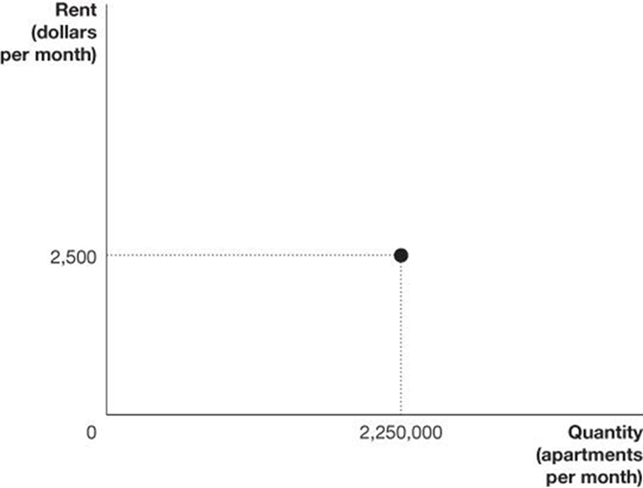 Rent
(dollars
per month)
2,500
0
2,250,000
Quantity
(apartments
per month)